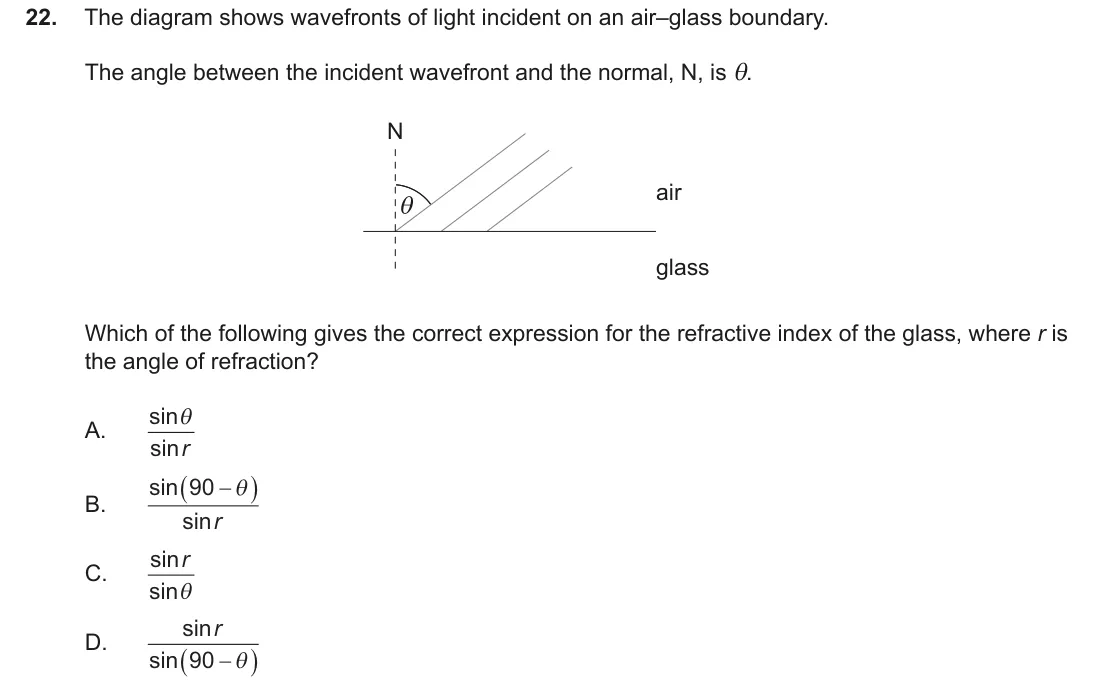 22. The diagram shows wavefronts of light incident on an air–glass boundary.
The angle between the incident wavefront and the normal, N, is θ.
N
θ
air
glass
Which of the following gives the correct expression for the refractive index of the glass, where r is
the angle of refraction?
A. sinθ
sinr
B. sin(90 – θ)
sinr
C. sinr
sinθ
D. sinr
sin(90 – θ)